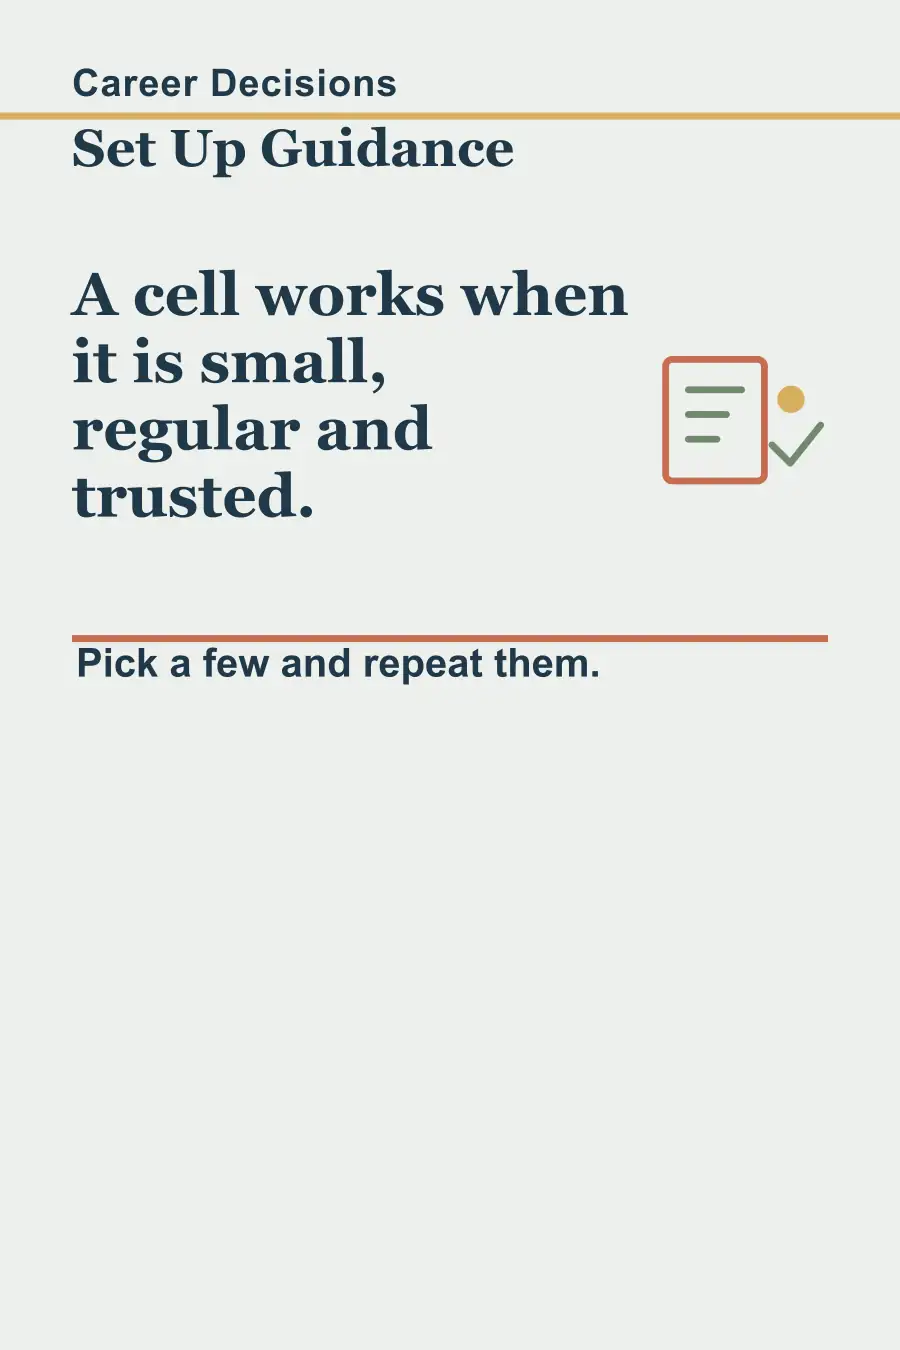 Career Decisions
Set Up Guidance
A cell works when
it is small,
regular and
trusted.
Pick a few and repeat them.